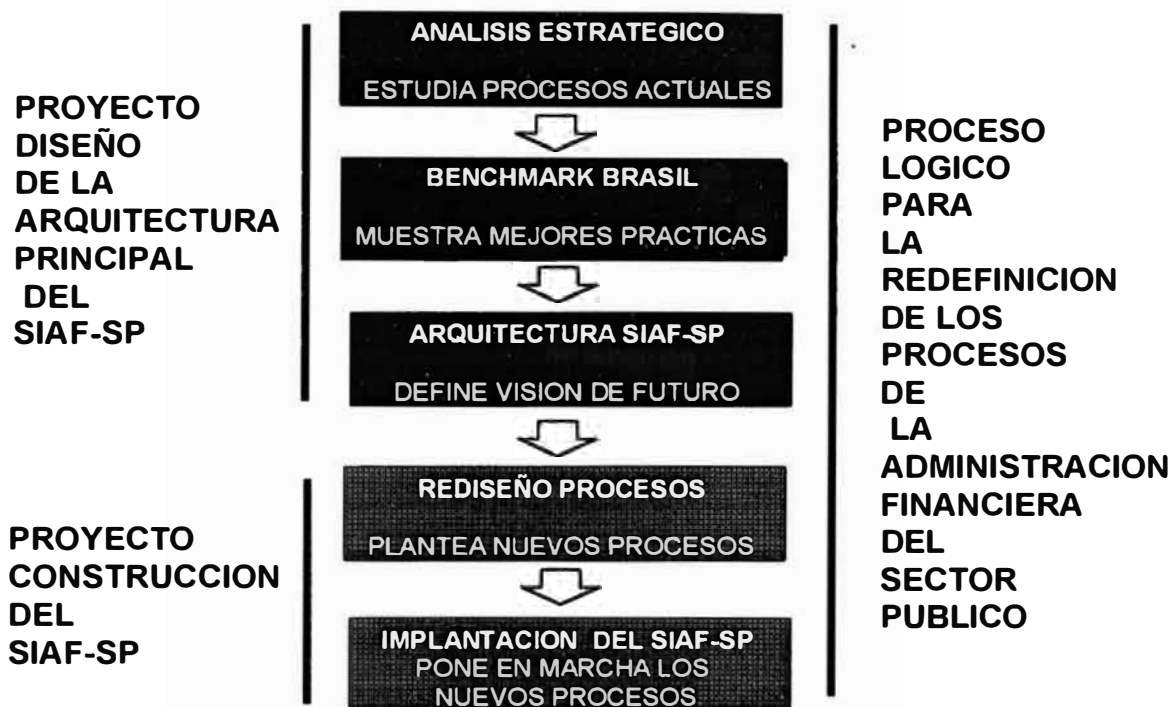 PROYECTO
DISEÑO
DE LA
ARQUITECTURA
PRINCIPAL
DEL
SIAF-SP
PROYECTO
CONSTRUCCION
DEL
SIAF-SP
ANALISIS ESTRATEGICO
ESTUDIA PROCESOS ACTUALES
BENCHMARK BRASIL
MUESTRA MEJORES PRACTICAS
ARQUITECTURA SIAF-SP
DEFINE VISION DE FUTURO
REDISEÑO PROCESOS
PLANTEA NUEVOS PROCESOS
IMPLANTACION DEL SIAF-SP
PONE EN MARCHA LOS
NUEVOS PROCESOS
PROCESO
LOGICO
PARA
LA
REDEFINICION
DE LOS
PROCESOS
DE
LA
ADMINISTRACION
FINANCIERA
DEL
SECTOR
PUBLICO